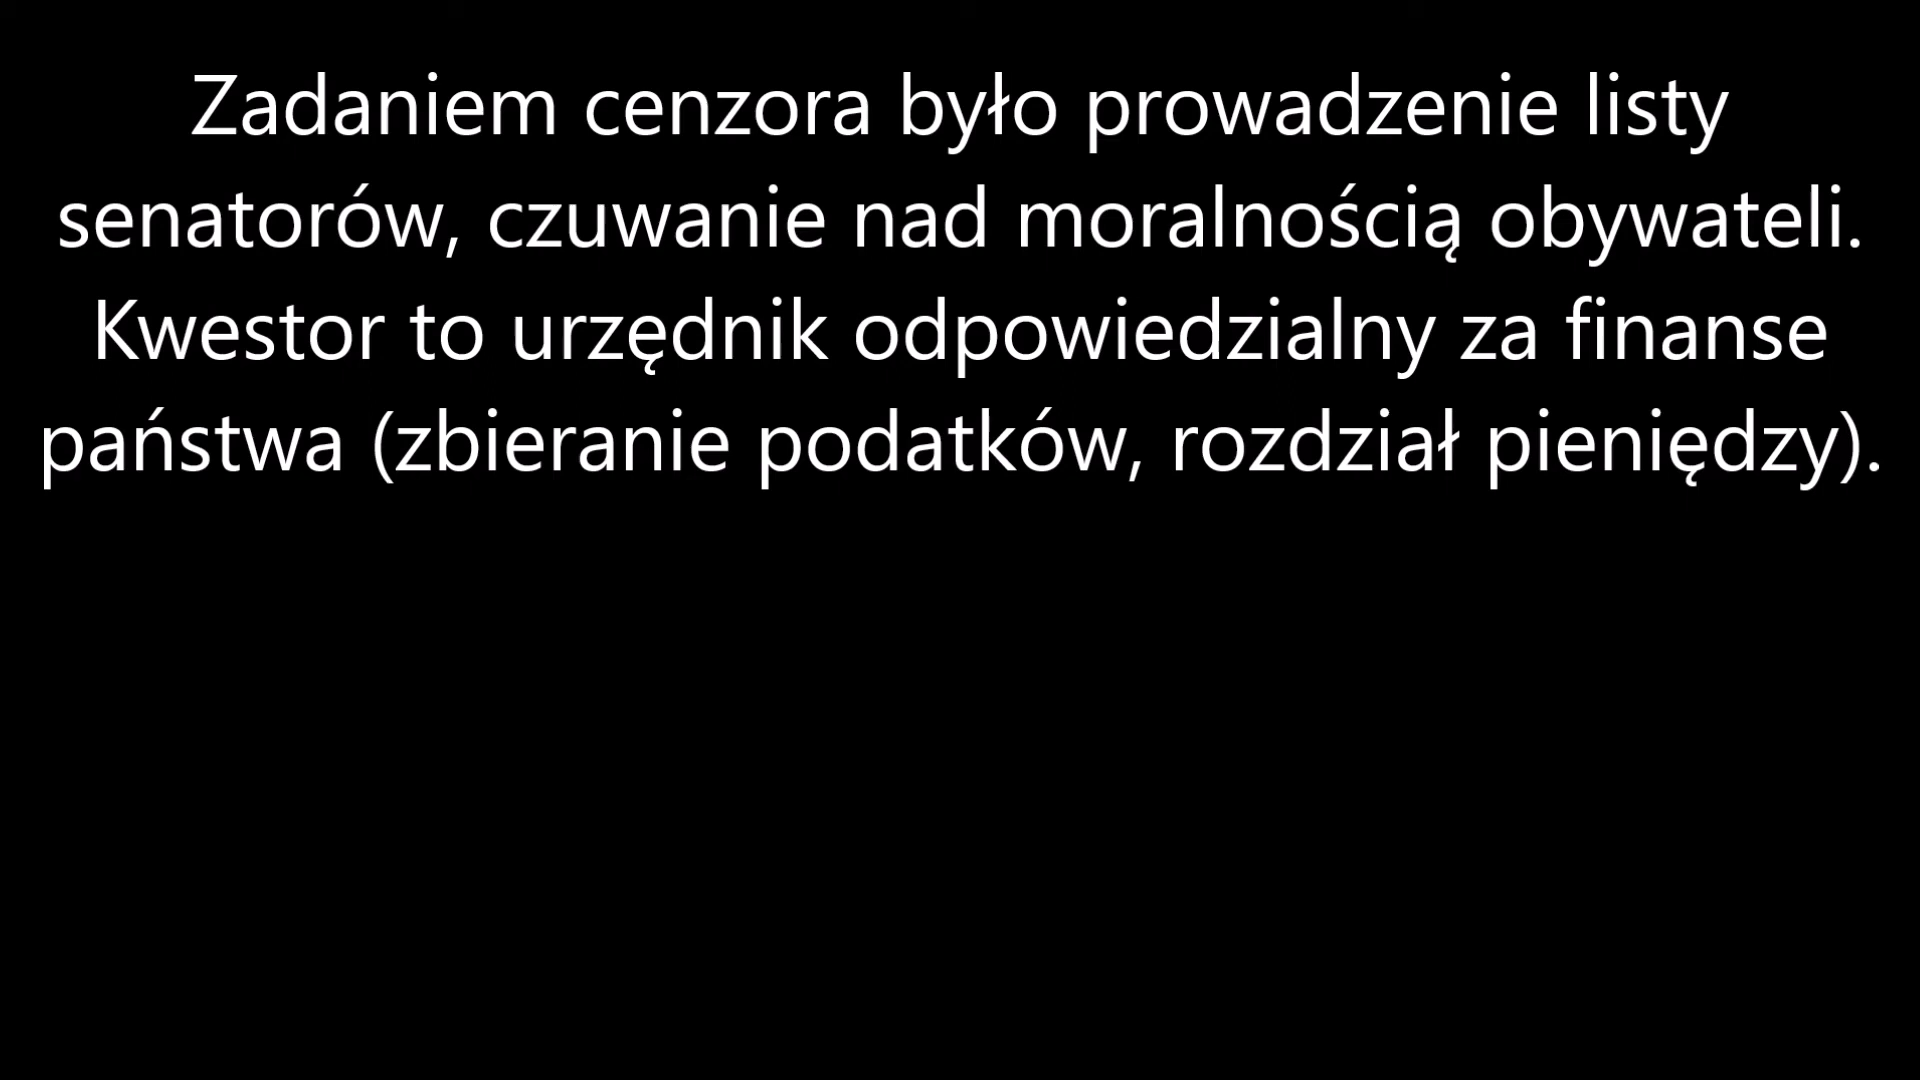 Zadaniem cenzora było prowadzenie listy
senatorów, czuwanie nad moralnością obywateli.
Kwestor to urzędnik odpowiedzialny za finanse
państwa (zbieranie podatków, rozdział pieniędzy).